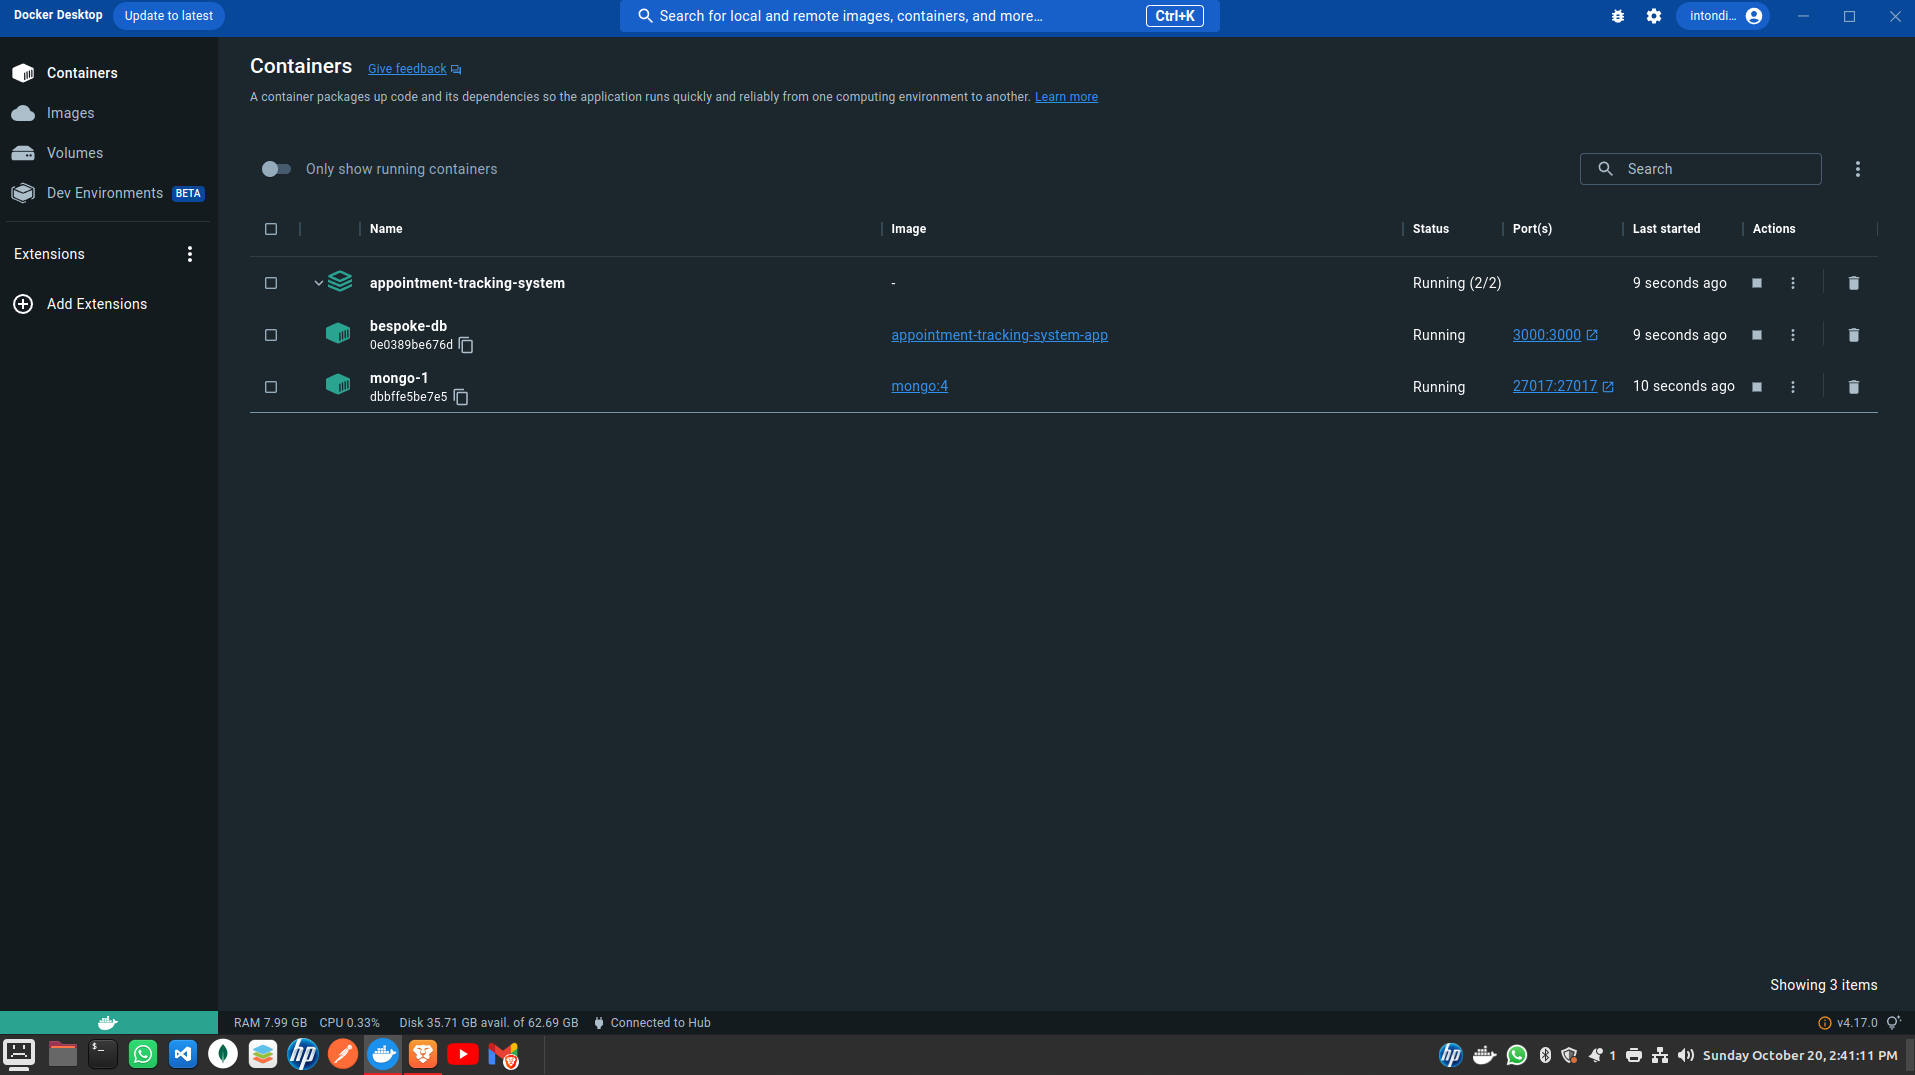 Docker Desktop
Update to latest
Search for local and remote images, containers, and more...
Ctrl+K
intondi...
Containers
Images
Volumes
Dev Environments
BETA
Extensions
Add Extensions
Containers
Give feedback
A container packages up code and its dependencies so the application runs quickly and reliably from one computing environment to another. Learn more
Only show running containers
Search
Name Image Status Port(s) Last started Actions
appointment-tracking-system - Running (2/2) 9 seconds ago
bespoke-db
0e0389be676d
appointment-tracking-system-app Running 3000:3000 9 seconds ago
mongo-1
dbbffe5be7e5
mongo:4 Running 27017:27017 10 seconds ago
Showing 3 items
RAM 7.99 GB CPU 0.33% Disk 35.71 GB avail. of 62.69 GB Connected to Hub
v4.17.0
1
Sunday October 20, 2:41:11 PM